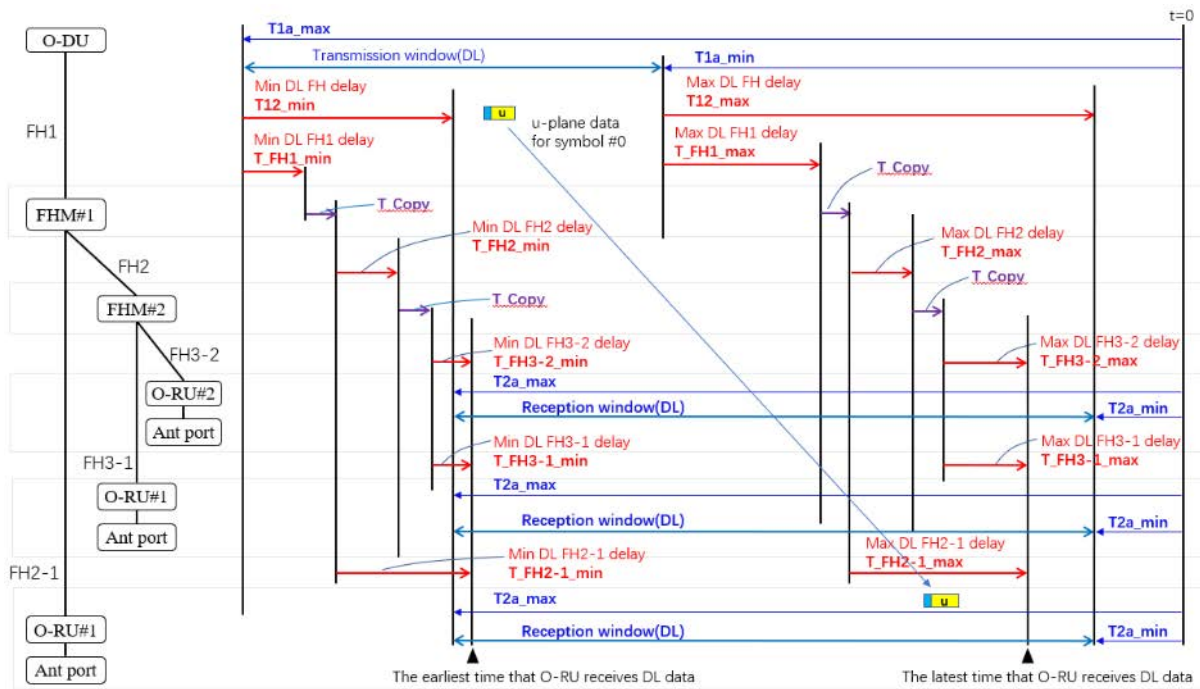 t=0
T1a_max
O-DU
Transmission window(DL)
T1a_min
Min DL FH delay
T12_min
Max DL FH delay
T12_max
u
u-plane data
for symbol #0
FH1
Min DL FH1 delay
T_FH1_min
Max DL FH1 delay
T_FH1_max
T_Copy
T_Copy
FHM#1
Min DL FH2 delay
T_FH2_min
Max DL FH2 delay
T_FH2_max
FH2
T_Copy
T_Copy
FHM#2
Min DL FH3-2 delay
T_FH3-2_min
Max DL FH3-2 delay
T_FH3-2_max
FH3-2
T2a_max
O-RU#2
Reception window(DL)
T2a_min
Ant port
Min DL FH3-1 delay
T_FH3-1_min
Max DL FH3-1 delay
T_FH3-1_max
FH3-1
T2a_max
O-RU#1
Reception window(DL)
T2a_min
Ant port
Min DL FH2-1 delay
T_FH2-1_min
Max DL FH2-1 delay
T_FH2-1_max
FH2-1
T2a_max
u
O-RU#1
Reception window(DL)
T2a_min
Ant port
The earliest time that O-RU receives DL data
The latest time that O-RU receives DL data